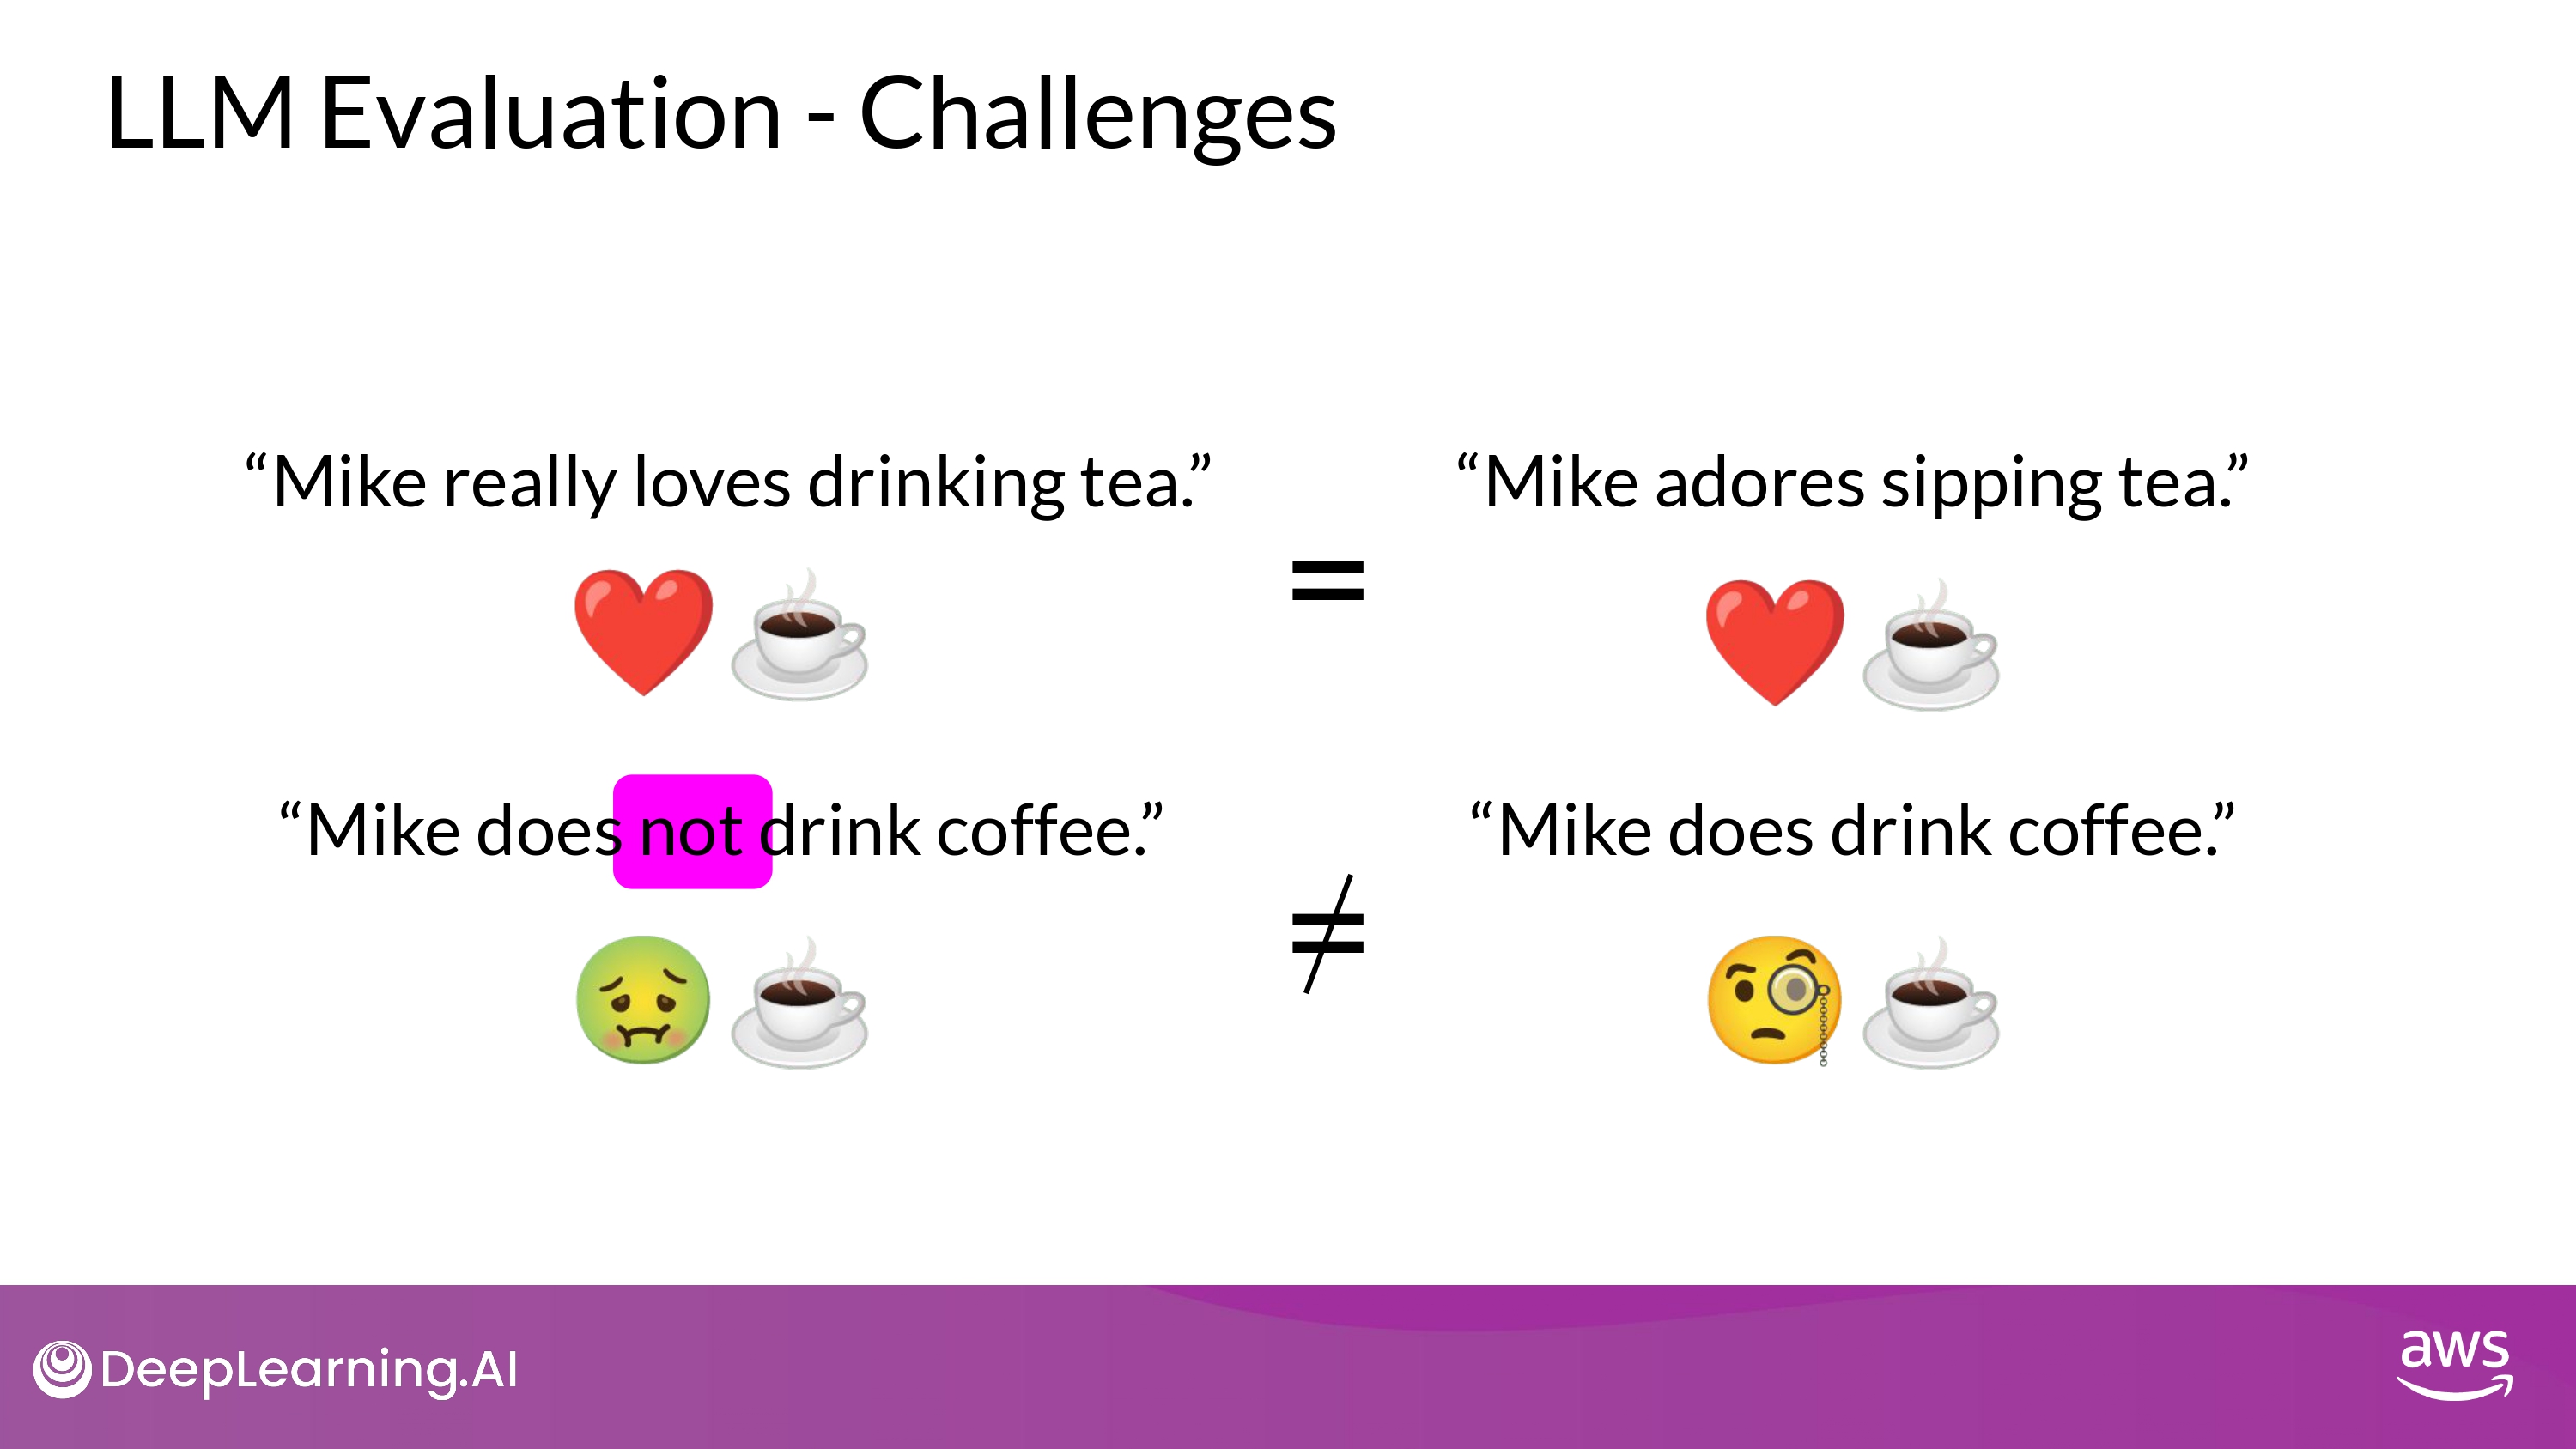 LLM Evaluation - Challenges
“Mike really loves drinking tea.”
“Mike adores sipping tea.”
=
“Mike does not drink coffee.”
“Mike does drink coffee.”
≠
DeepLearning.AI
aws